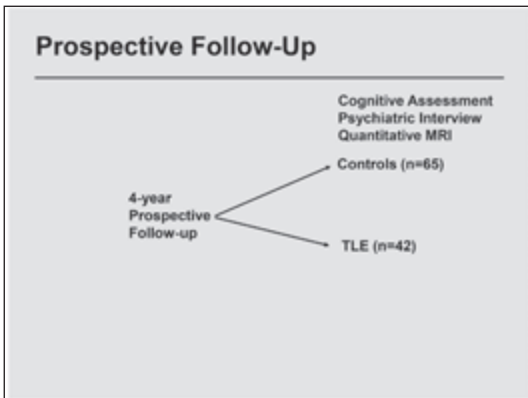 Prospective Follow-Up
Cognitive Assessment
Psychiatric Interview
Quantitative MRI
Controls (n=65)
4-year
Prospective
Follow-up
TLE (n=42)